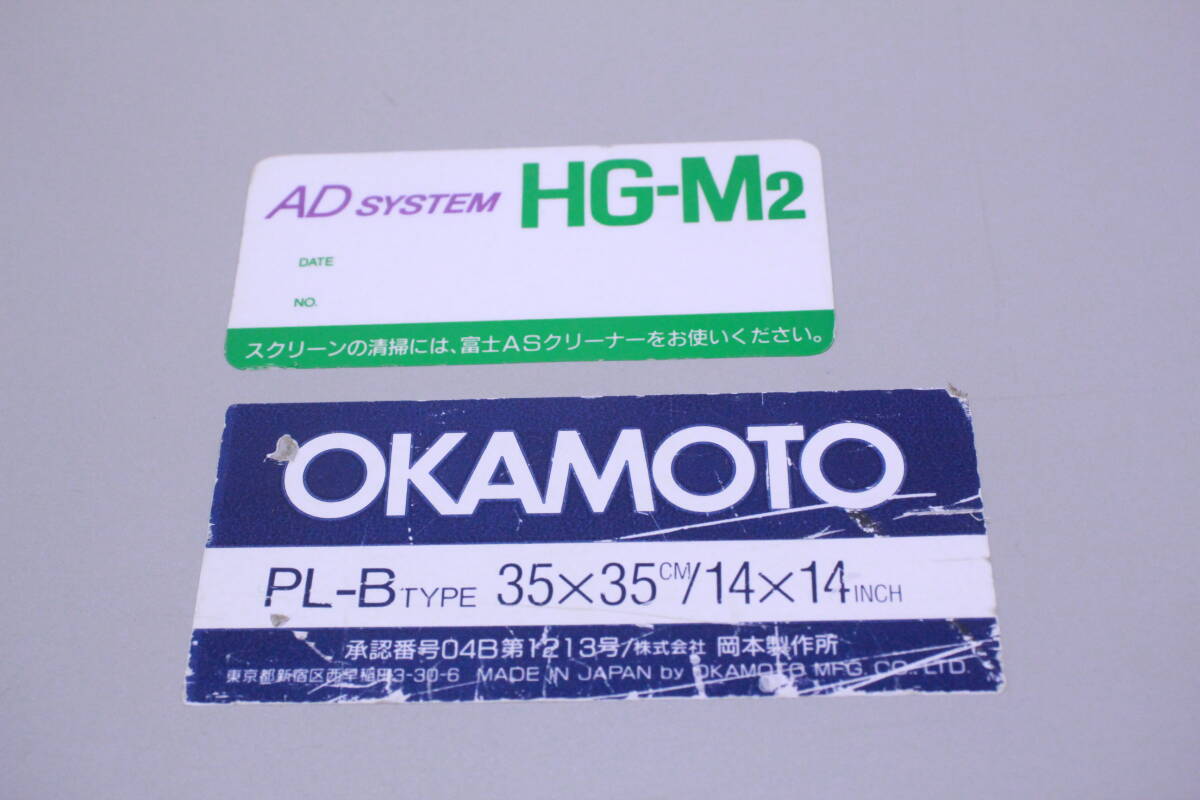 AD SYSTEM HG-M2
DATE
NO.
スクリーンの清掃には、富士ASクリーナーをお使いください。
OKAMOTO
PL-B TYPE 35×35CM/14×14INCH
承認番号04B第1213号/株式会社 岡本製作所
東京都新宿区西早稲田3-30-6 MADE IN JAPAN by OKAMOTO MFG. CO., LTD.